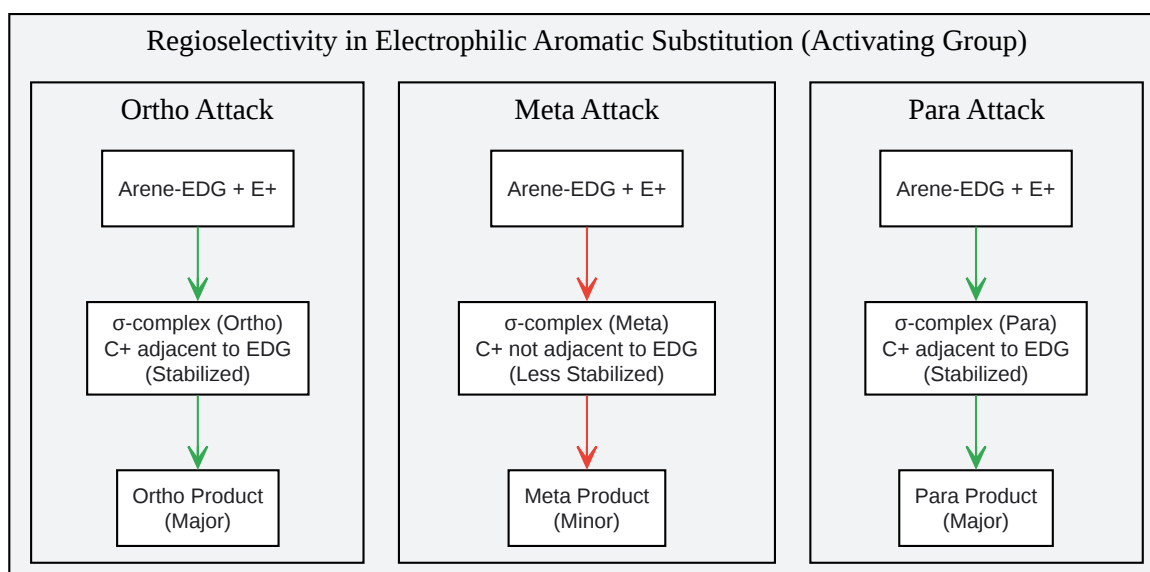 Regioselectivity in Electrophilic Aromatic Substitution (Activating Group)
Ortho Attack
Arene-EDG + E+
σ-complex (Ortho)
C+ adjacent to EDG
(Stabilized)
Ortho Product
(Major)
Meta Attack
Arene-EDG + E+
σ-complex (Meta)
C+ not adjacent to EDG
(Less Stabilized)
Meta Product
(Minor)
Para Attack
Arene-EDG + E+
σ-complex (Para)
C+ adjacent to EDG
(Stabilized)
Para Product
(Major)